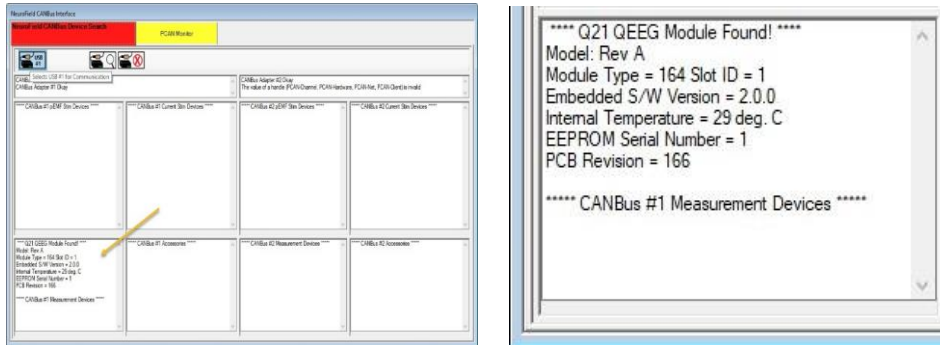 NeuroField CANBus Interface
NeuroField CANBus Device Search
PCAN Monitor
USB
#1
Selects USB #1 for Communication
CANBus Adapter #1 Okay
CANBus Adapter #2 Okay
The value of a handle (PCAN-Channel, PCAN-Hardware, PCAN-Net, PCAN-Client) is invalid
**** CANBus #1 pEMF Stim Devices ****
**** CANBus #1 Current Stim Devices ****
**** CANBus #2 pEMF Stim Devices ****
**** CANBus #2 Current Stim Devices ****
**** Q21 QEEG Module Found! ****
Model: Rev A
Module Type = 164 Slot ID = 1
Embedded S/W Version = 2.0.0
Internal Temperature = 29 deg. C
EEPROM Serial Number = 1
PCB Revision = 166
***** CANBus #1 Measurement Devices *****
**** CANBus #1 Accessories ****
**** CANBus #2 Measurement Devices ****
**** CANBus #2 Accessories ****
**** Q21 QEEG Module Found! ****
Model: Rev A
Module Type = 164 Slot ID = 1
Embedded S/W Version = 2.0.0
Internal Temperature = 29 deg. C
EEPROM Serial Number = 1
PCB Revision = 166
***** CANBus #1 Measurement Devices *****